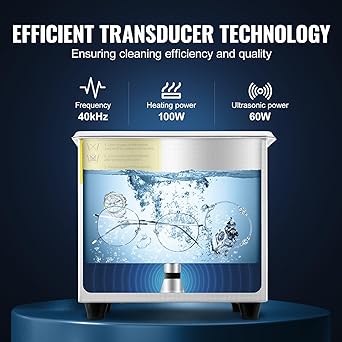 EFFICIENT TRANSDUCER TECHNOLOGY
Ensuring cleaning efficiency and quality
Frequency
40kHz
Heating power
100W
Ultrasonic power
60W